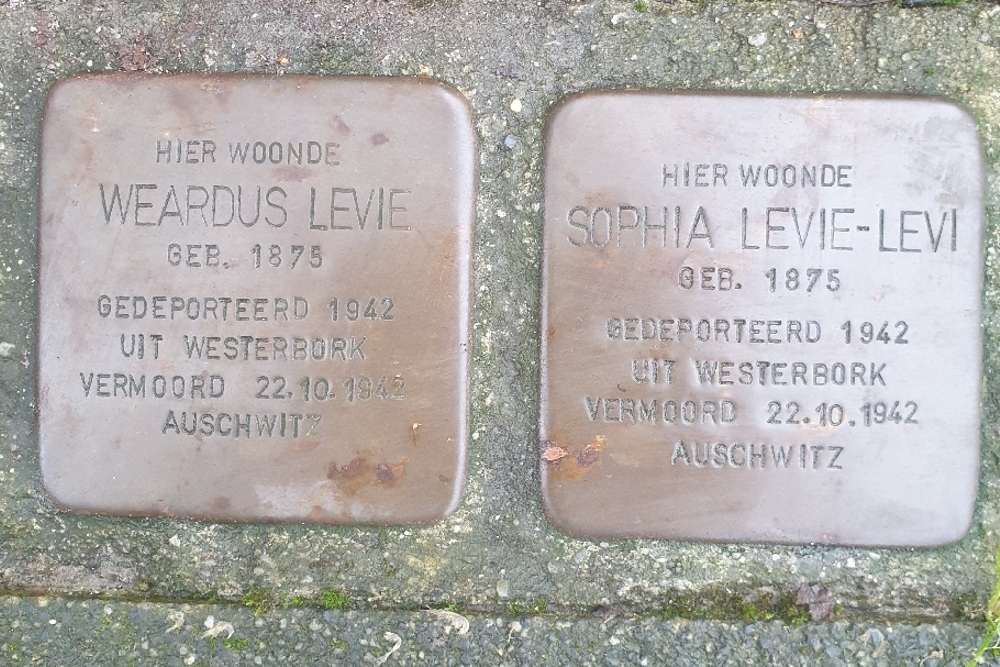 HIER WOONDE
WEARDUS LEVIE
GEB. 1875
GEDEPORTEERD 1942
UIT WESTERBORK
VERMOORD 22.10.1942
AUSCHWITZ
HIER WOONDE
SOPHIA LEVIE-LEVI
GEB. 1875
GEDEPORTEERD 1942
UIT WESTERBORK
VERMOORD 22.10.1942
AUSCHWITZ